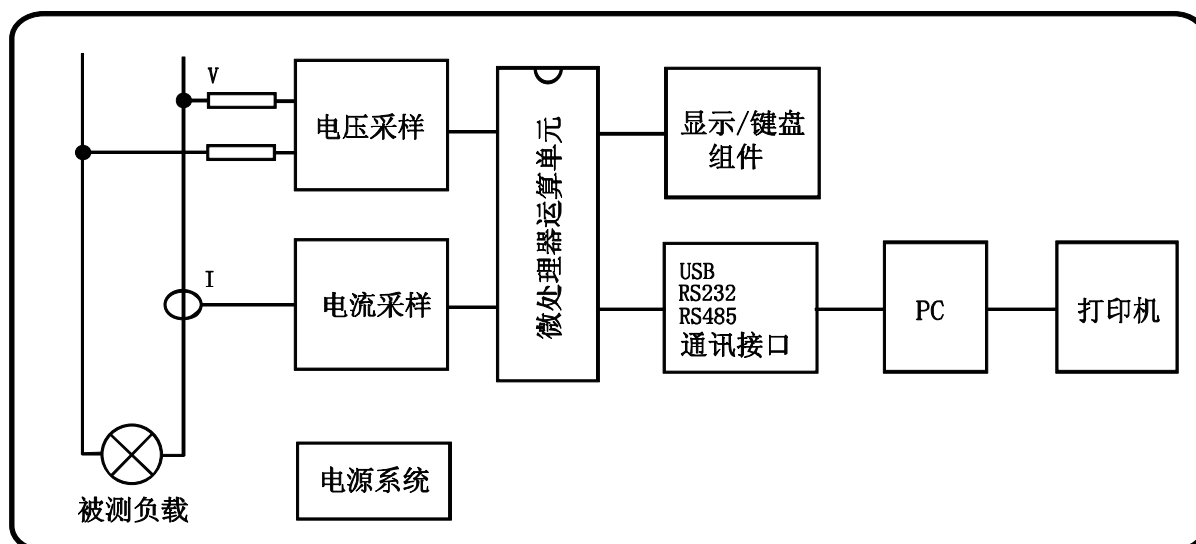 V
电压采样
I
电流采样
微处理器运算单元
显示/键盘
组件
USB
RS232
RS485
通讯接口
PC
打印机
被测负载
电源系统